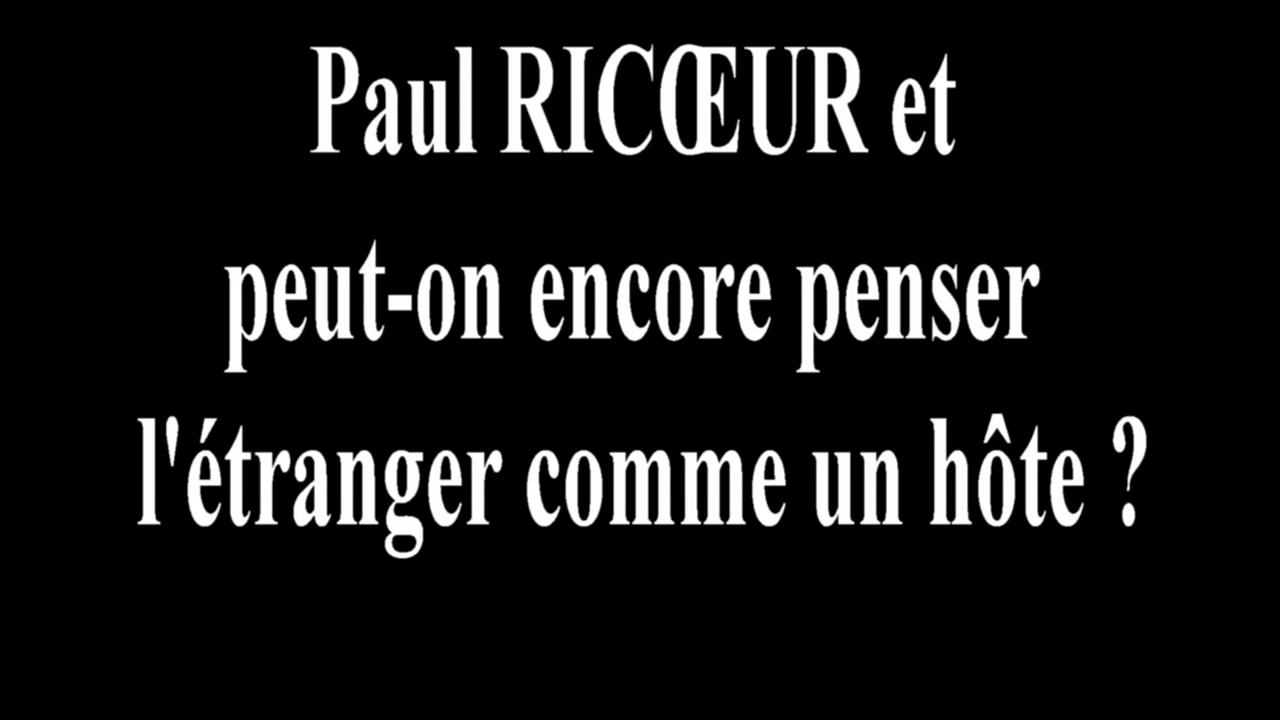 Paul RICŒUR et
peut-on encore penser
l'étranger comme un hôte ?